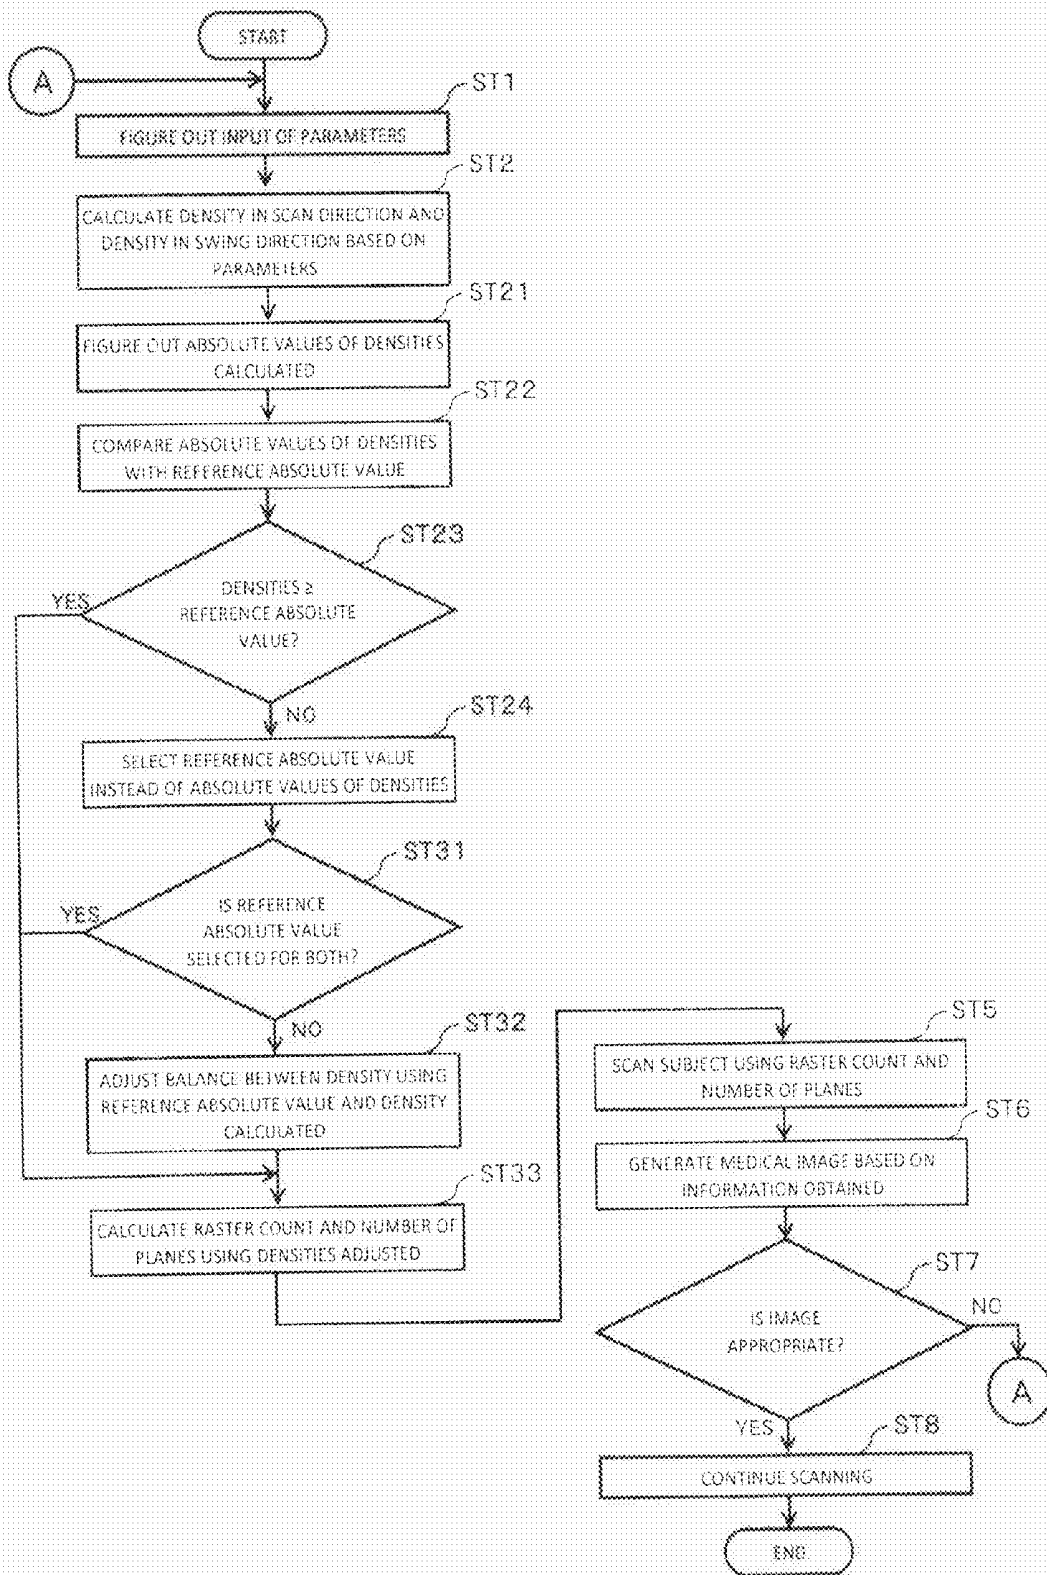 START
A
ST1
FIGURE OUT INPUT OF PARAMETERS
ST2
CALCULATE DENSITY IN SCAN DIRECTION AND
DENSITY IN SWING DIRECTION BASED ON
PARAMETERS
ST21
FIGURE OUT ABSOLUTE VALUES OF DENSITIES
CALCULATED
ST22
COMPARE ABSOLUTE VALUES OF DENSITIES
WITH REFERENCE ABSOLUTE VALUE
ST23
DENSITIES ≥
REFERENCE ABSOLUTE
VALUE?
YES
NO
ST24
SELECT REFERENCE ABSOLUTE VALUE
INSTEAD OF ABSOLUTE VALUES OF DENSITIES
ST31
IS REFERENCE
ABSOLUTE VALUE
SELECTED FOR BOTH?
YES
NO
ST32
ADJUST BALANCE BETWEEN DENSITY USING
REFERENCE ABSOLUTE VALUE AND DENSITY
CALCULATED
ST33
CALCULATE RASTER COUNT AND NUMBER OF
PLANES USING DENSITIES ADJUSTED
ST5
SCAN SUBJECT USING RASTER COUNT AND
NUMBER OF PLANES
ST6
GENERATE MEDICAL IMAGE BASED ON
INFORMATION OBTAINED
ST7
IS IMAGE
APPROPRIATE?
NO
A
YES
ST8
CONTINUE SCANNING
END